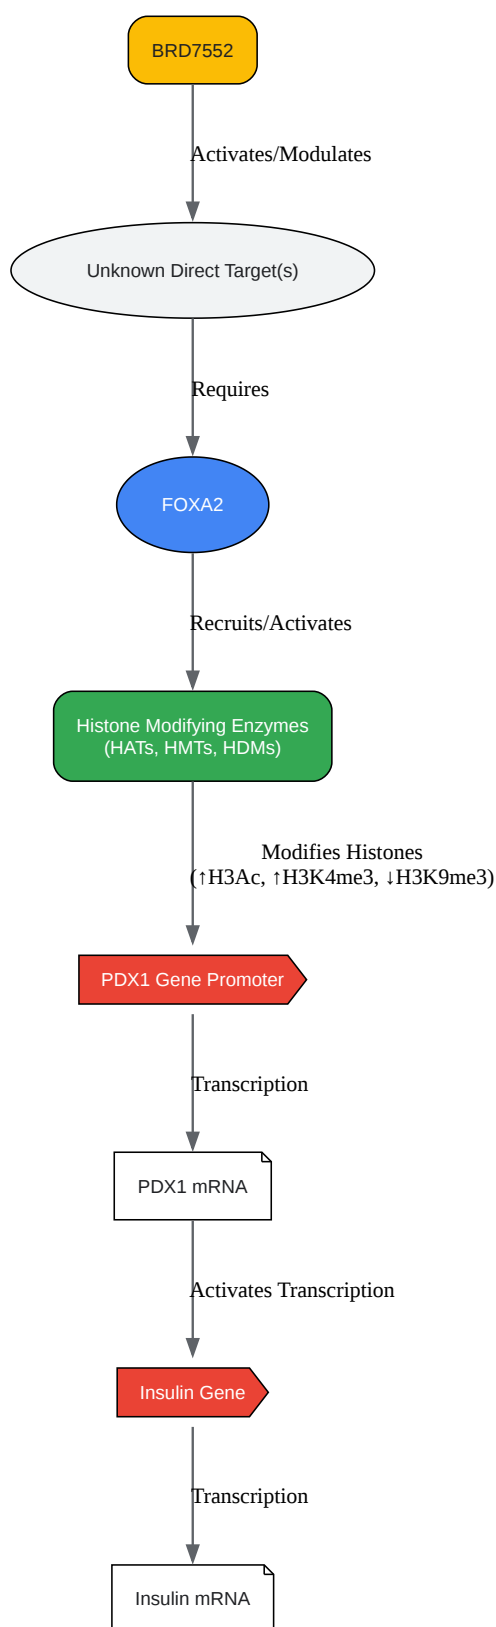 BRD7552
Activates/Modulates
Unknown Direct Target(s)
Requires
FOXA2
Recruits/Activates
Histone Modifying Enzymes
(HATs, HMTs, HDMs)
Modifies Histones
(↑H3Ac, ↑H3K4me3, ↓H3K9me3)
PDX1 Gene Promoter
Transcription
PDX1 mRNA
Activates Transcription
Insulin Gene
Transcription
Insulin mRNA